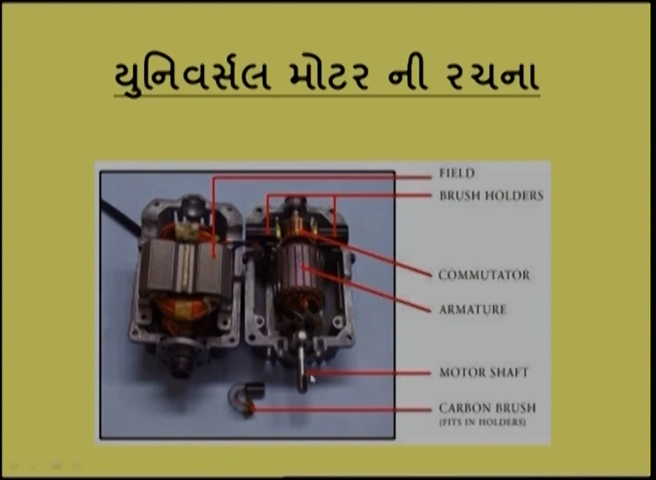 યુનિવર્સલ મોટર ની રચના
FIELD
BRUSH HOLDERS
COMMUTATOR
ARMATURE
MOTOR SHAFT
CARBON BRUSH
(FITS IN HOLDERS)